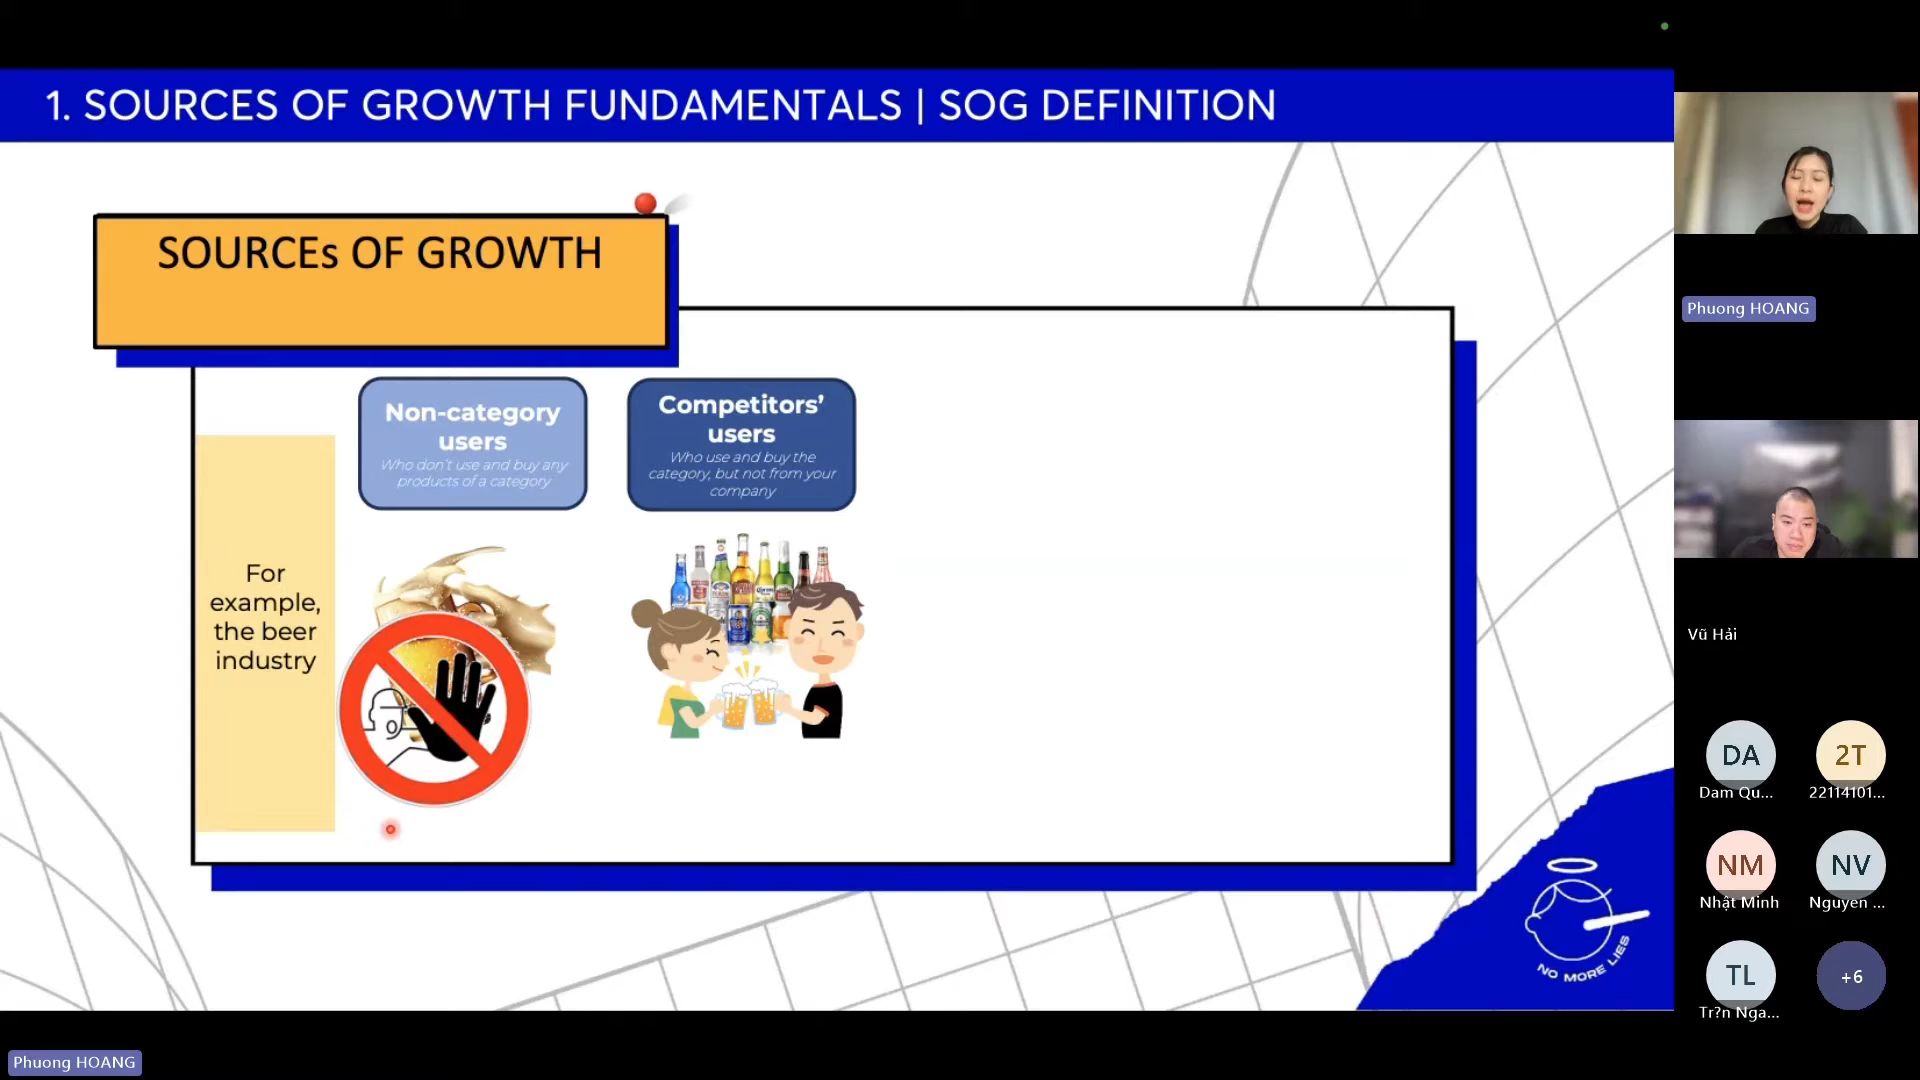 1. SOURCES OF GROWTH FUNDAMENTALS | SOG DEFINITION
SOURCEs OF GROWTH
Non-category
users
Who don't use and buy any
products of a category
Competitors'
users
Who use and buy the
category, but not from your
company
For
example,
the beer
industry
NO MORE LIES
Phuong HOANG
Vũ Hải
DA
Dam Qu...
2T
22114101...
NM
Nhật Minh
NV
Nguyen ...
TL
Tr?n Nga...
+6
Phuong HOANG